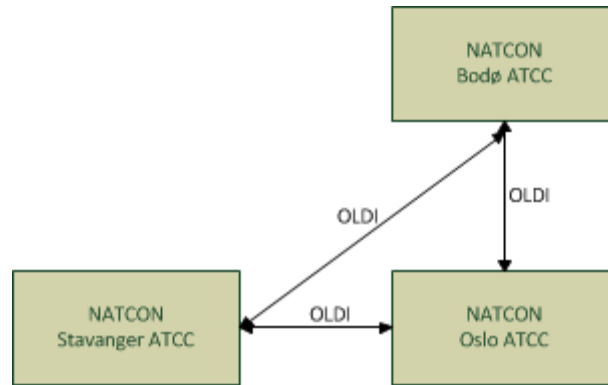 NATCON
Bodø ATCC
OLDI
OLDI
NATCON
Stavanger ATCC
OLDI
NATCON
Oslo ATCC